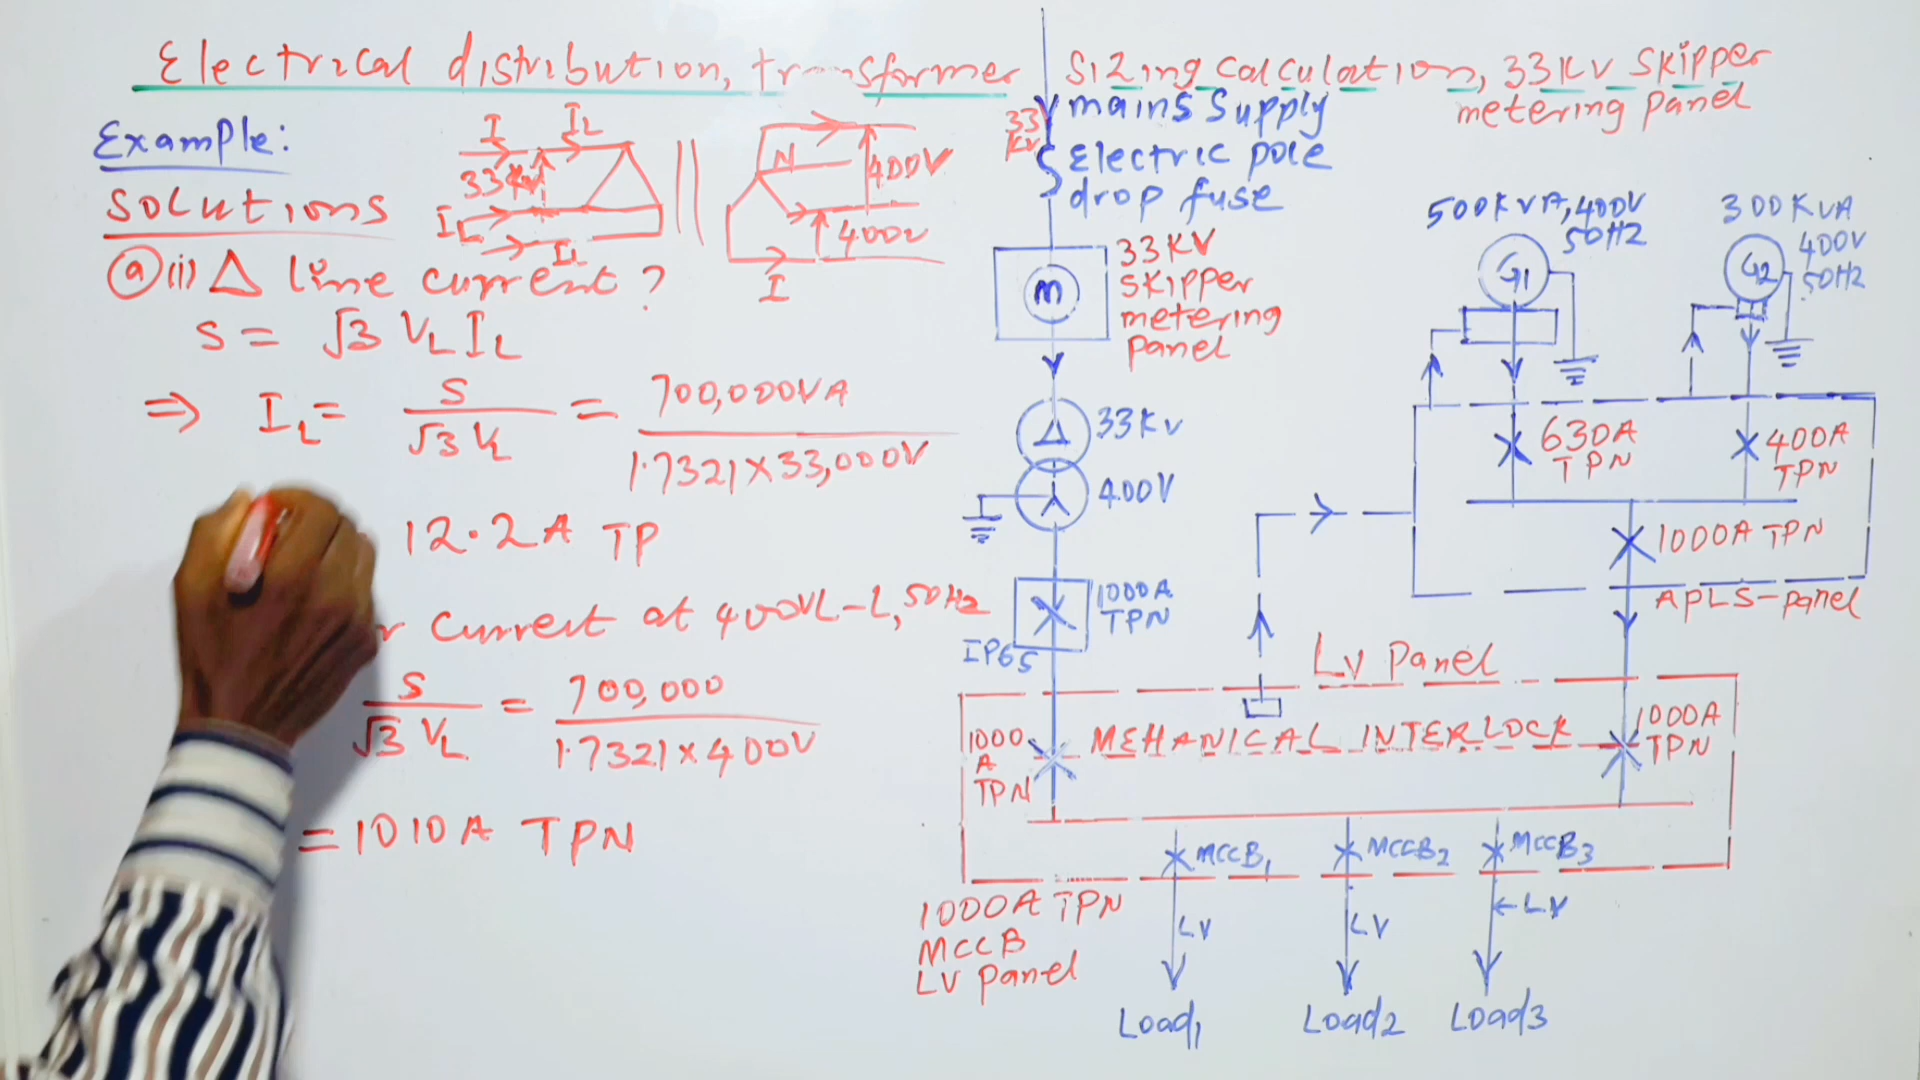 Electrical distribution, transformer sizing calculation, 33KV skipper
metering panel
Example:
Solutions
I IL
33KV
IL
IL
N
400V
400V
I
(a)(i) Δ line current?
S = √3 VL IL
⇒ IL = S/√3 VL = 700,000VA/1.7321×33,000V
12.2A TP
current at 400VL-L, 50Hz
S/√3 VL = 700,000/1.7321×400V
= 1010A TPN
33
KV
mains supply
Electric pole
drop fuse
M
33KV
skipper
metering
panel
Δ 33KV
400V
1000A
TPN
IP65
500KVA, 400V
50Hz
G1
300KVA
400V
50Hz
G2
630A
TPN
400A
TPN
1000A TPN
APLS-panel
LV panel
1000
A
TPN
MEHANICAL INTERLOCK
1000A
TPN
MCCB1
MCCB2
MCCB3
1000A TPN
MCCB
LV panel
LV
LV
LV
Load1
Load2
Load3